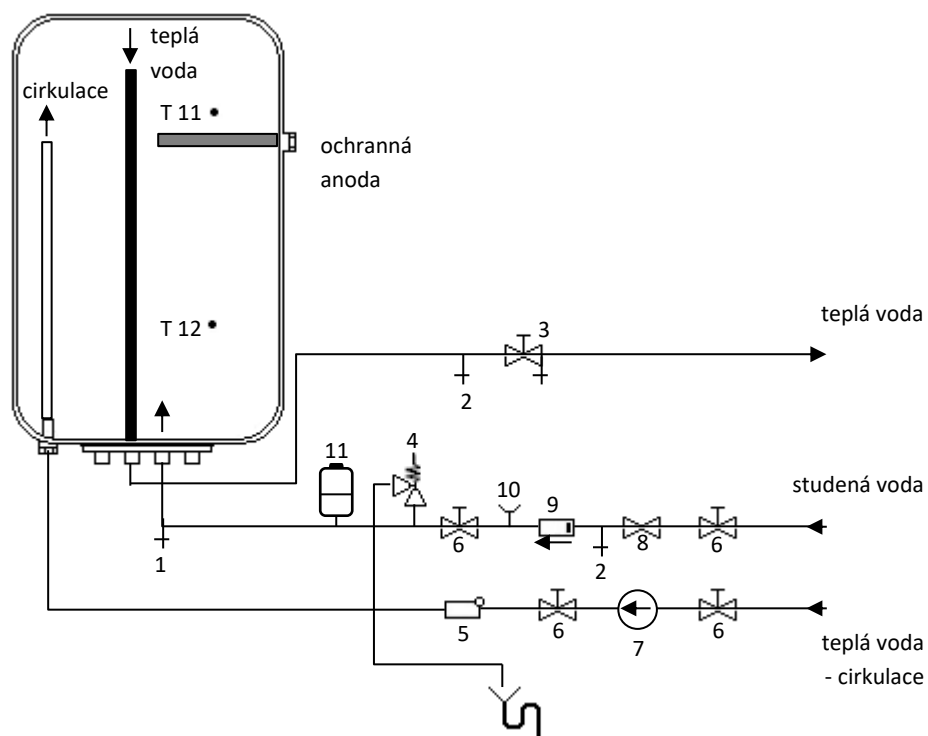 teplá
voda
cirkulace
T 11
ochranná
anoda
T 12
teplá voda
3
2
11
4
studená voda
10
9
6
8
6
1
2
5
6
7
6
teplá voda
- cirkulace